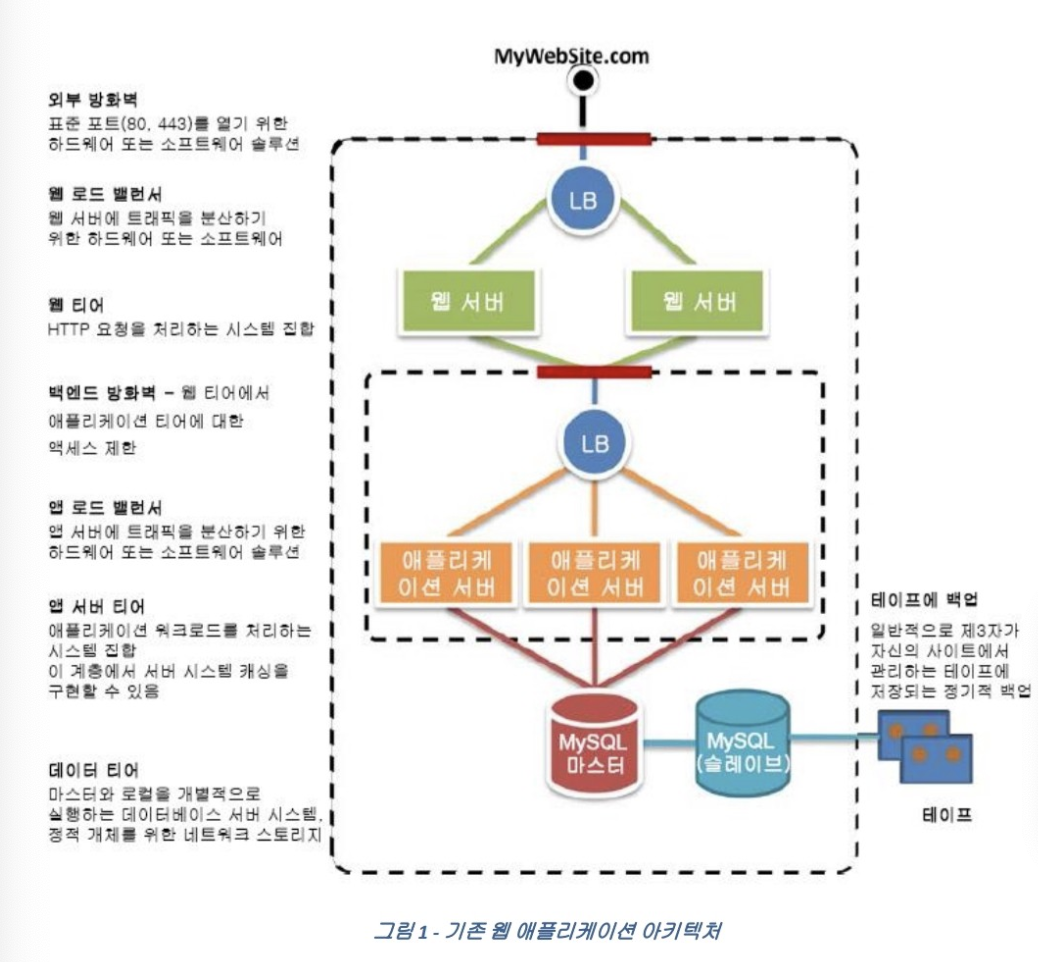 MyWebSite.com
외부 방화벽
표준 포트(80, 443)를 열기 위한
하드웨어 또는 소프트웨어 솔루션
LB
웹 로드 밸런서
웹 서버에 트래픽을 분산하기
위한 하드웨어 또는 소프트웨어
웹 서버
웹 서버
웹 티어
HTTP 요청을 처리하는 시스템 집합
백엔드 방화벽 – 웹 티어에서
애플리케이션 티어에 대한
액세스 제한
LB
앱 로드 밸런서
앱 서버에 트래픽을 분산하기 위한
하드웨어 또는 소프트웨어 솔루션
애플리케
이션 서버
애플리케
이션 서버
애플리케
이션 서버
앱 서버 티어
애플리케이션 워크로드를 처리하는
시스템 집합
이 계층에서 서버 시스템 캐싱을
구현할 수 있음
테이프에 백업
일반적으로 제3자가
자신의 사이트에서
관리하는 테이프에
저장되는 정기적 백업
MySQL
마스터
MySQL
(슬레이브)
테이프
데이터 티어
마스터와 로컬을 개별적으로
실행하는 데이터베이스 서버 시스템,
정적 개체를 위한 네트워크 스토리지
그림 1 - 기존 웹 애플리케이션 아키텍처